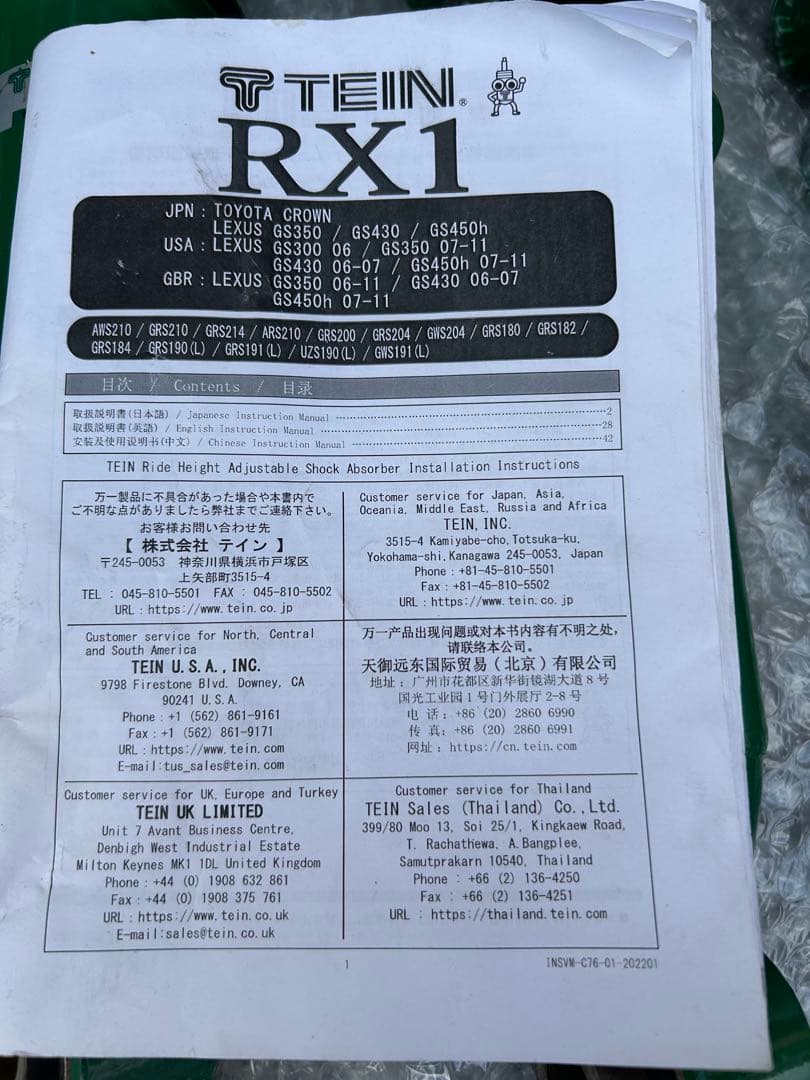 TEIN®
RX1
JPN : TOYOTA CROWN
LEXUS GS350 / GS430 / GS450h
USA : LEXUS GS300 06 / GS350 07-11
GS430 06-07 / GS450h 07-11
GBR : LEXUS GS350 06-11 / GS430 06-07
GS450h 07-11
AWS210 / GRS210 / GRS214 / ARS210 / GRS200 / GRS204 / GWS204 / GRS180 / GRS182 /
GRS184 / GRS190(L) / GRS191(L) / UZS190(L) / GWS191(L)
目次 / Contents / 目录
取扱説明書(日本語) / Japanese Instruction Manual ……………………………2
取扱説明書(英語) / English Instruction Manual ……………………………28
安装及使用说明书(中文) / Chinese Instruction Manual ……………………………42
TEIN Ride Height Adjustable Shock Absorber Installation Instructions
万一製品に不具合があった場合や本書内で
ご不明な点がありましたら弊社までご連絡下さい。
お客様お問い合わせ先
【 株式会社 テイン 】
〒245-0053 神奈川県横浜市戸塚区
上矢部町3515-4
TEL : 045-810-5501 FAX : 045-810-5502
URL : https://www.tein.co.jp
Customer service for Japan, Asia,
Oceania, Middle East, Russia and Africa
TEIN, INC.
3515-4 Kamiyabe-cho, Totsuka-ku,
Yokohama-shi, Kanagawa 245-0053, Japan
Phone : +81-45-810-5501
Fax : +81-45-810-5502
URL : https://www.tein.co.jp
Customer service for North, Central
and South America
TEIN U.S.A., INC.
9798 Firestone Blvd. Downey, CA
90241 U.S.A.
Phone : +1 (562) 861-9161
Fax : +1 (562) 861-9171
URL : https://www.tein.com
E-mail:tus_sales@tein.com
万一产品出现问题或对本书内容有不明之处,
请联络本公司。
天御远东国际贸易(北京)有限公司
地址 : 广州市花都区新华街镜湖大道8号
国光工业园1号门外展厅2-8号
电 话 : +86 (20) 2860 6990
传 真 : +86 (20) 2860 6991
网址 : https://cn.tein.com
Customer service for UK, Europe and Turkey
TEIN UK LIMITED
Unit 7 Avant Business Centre,
Denbigh West Industrial Estate
Milton Keynes MK1 1DL United Kingdom
Phone : +44 (0) 1908 632 861
Fax : +44 (0) 1908 375 761
URL : https://www.tein.co.uk
E-mail:sales@tein.co.uk
Customer service for Thailand
TEIN Sales (Thailand) Co.,Ltd.
399/80 Moo 13, Soi 25/1, Kingkaew Road,
T. Rachathewa, A.Bangplee,
Samutprakarn 10540, Thailand
Phone : +66 (2) 136-4250
Fax : +66 (2) 136-4251
URL : https://thailand.tein.com
1
INSVM-C76-01-202201